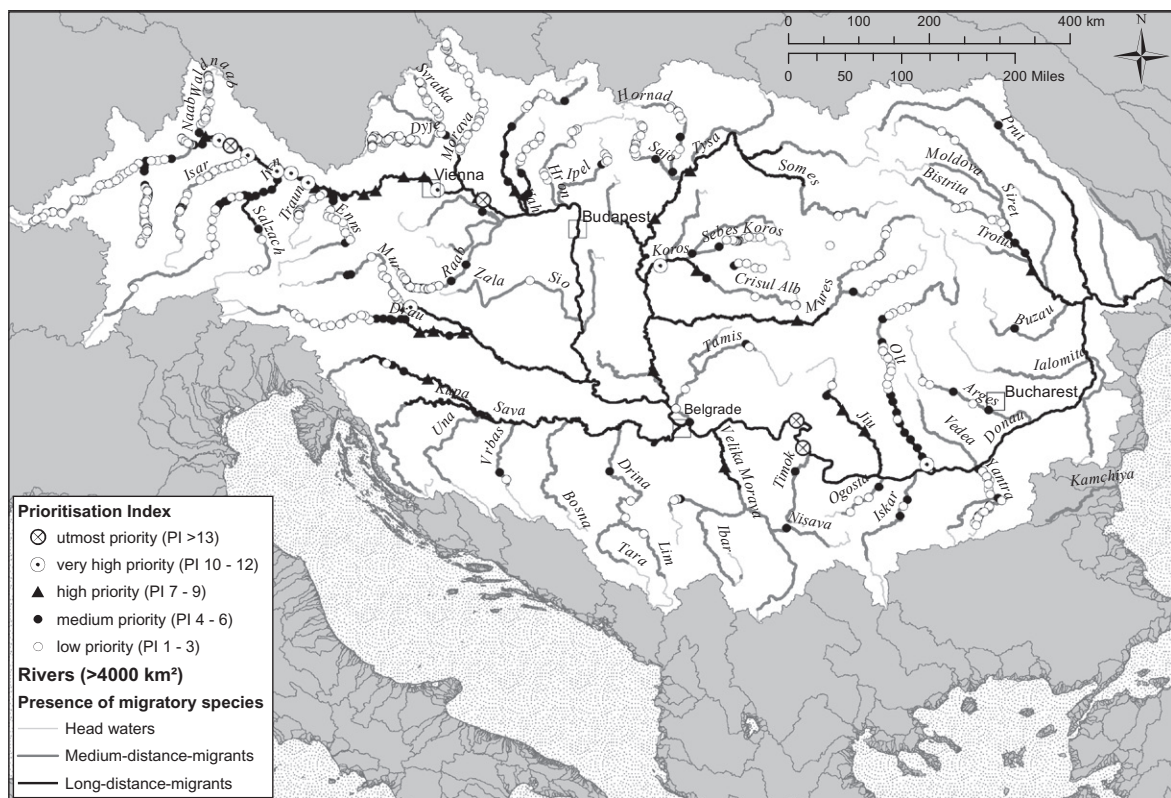 N
0 100 200 400 km
0 50 100 200 Miles
Naab
Wald
naab
Svratka
Dyje
Morava
Isar
Inn
Traun
Enns
Salzach
Vienna
Vah
Hron
Ipel
Hornad
Sajo
Tysa
Somes
Prut
Moldova
Bistrita
Siret
Trotus
Budapest
Koros
Sebes Koros
Crisul Alb
Mures
Raab
Zala
Sio
Mur
Drau
Buzau
Ialomita
Tamis
Olt
Arges
Bucharest
Donau
Vedea
Jiu
Belgrade
Kupa
Sava
Una
Vrbas
Bosna
Drina
Tara
Lim
Velika Morava
Ibar
Timok
Nisava
Ogosta
Iskar
Yantra
Kamchiya
Prioritisation Index
utmost priority (PI >13)
very high priority (PI 10 - 12)
high priority (PI 7 - 9)
medium priority (PI 4 - 6)
low priority (PI 1 - 3)
Rivers (>4000 km²)
Presence of migratory species
Head waters
Medium-distance-migrants
Long-distance-migrants